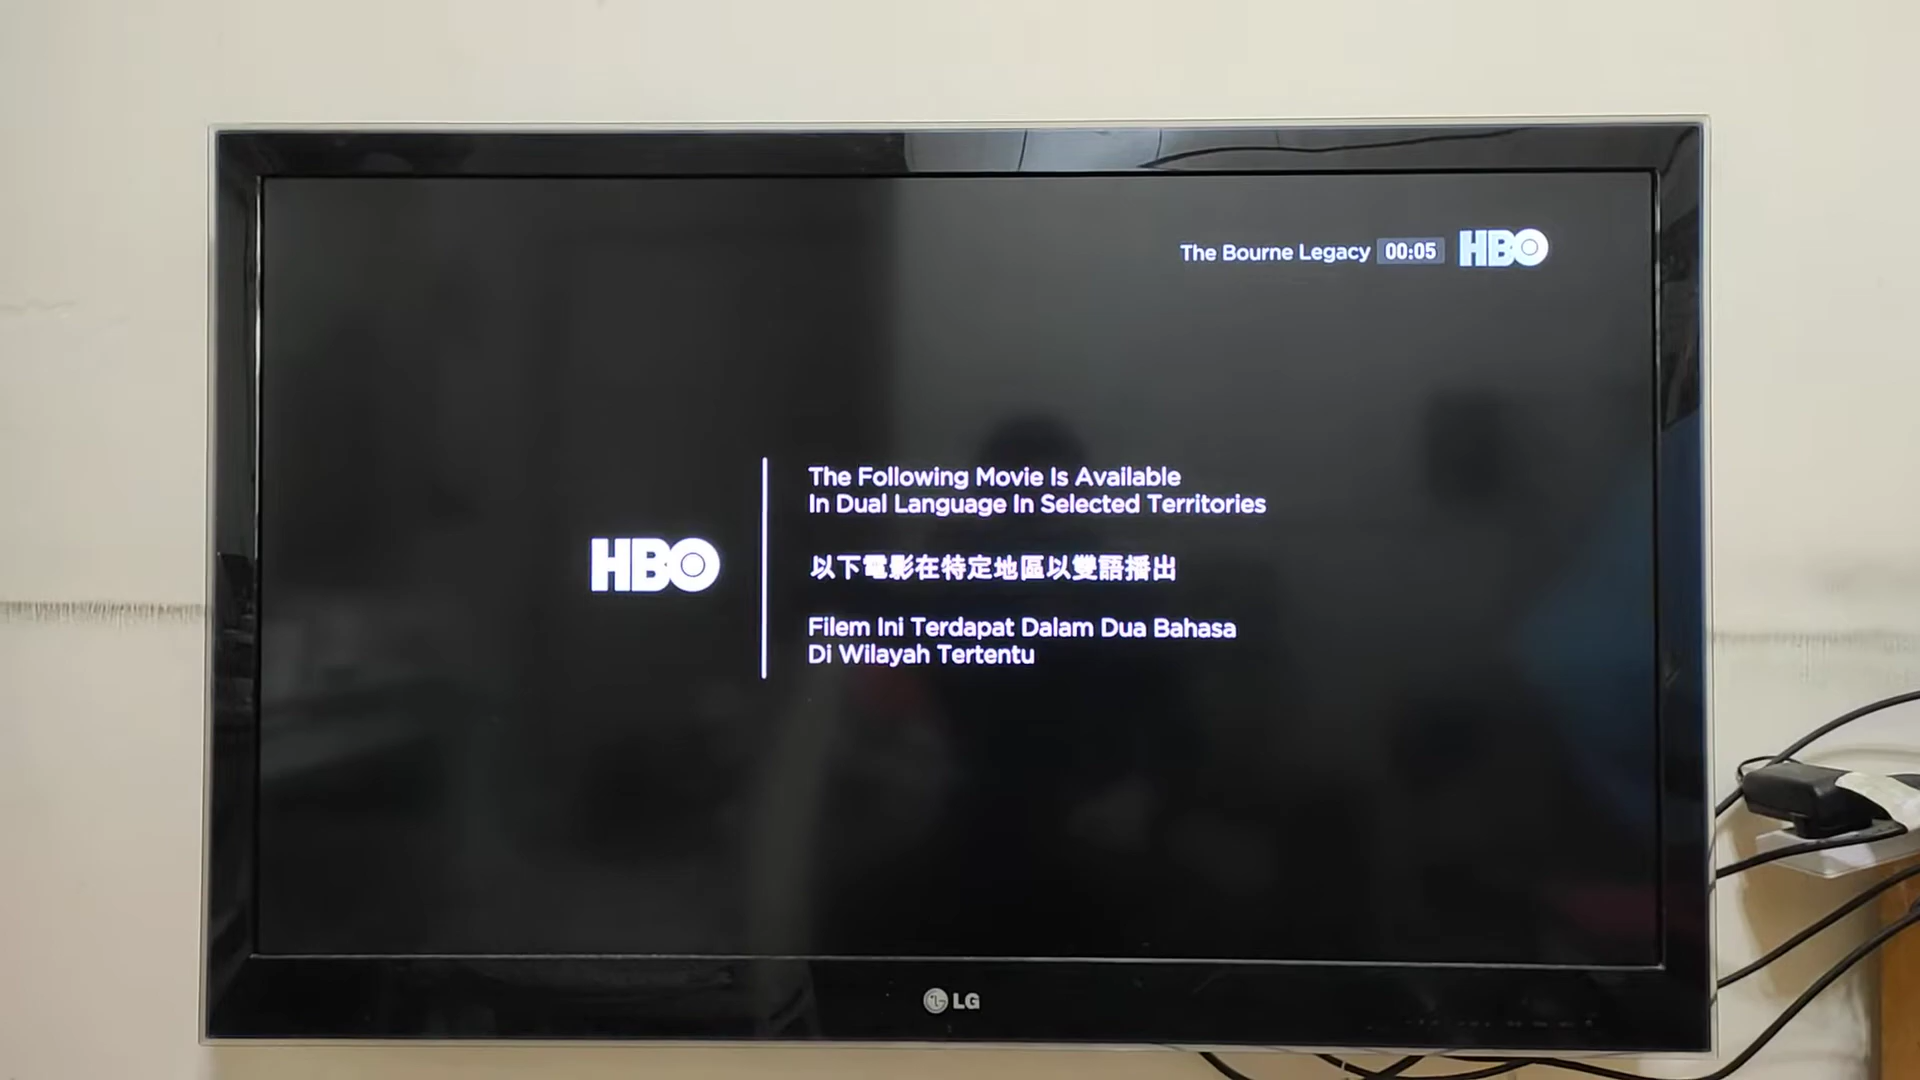 The Bourne Legacy 00:05 HBO
HBO
The Following Movie Is Available
In Dual Language In Selected Territories
以下電影在特定地區以雙語播出
Filem Ini Terdapat Dalam Dua Bahasa
Di Wilayah Tertentu
LG